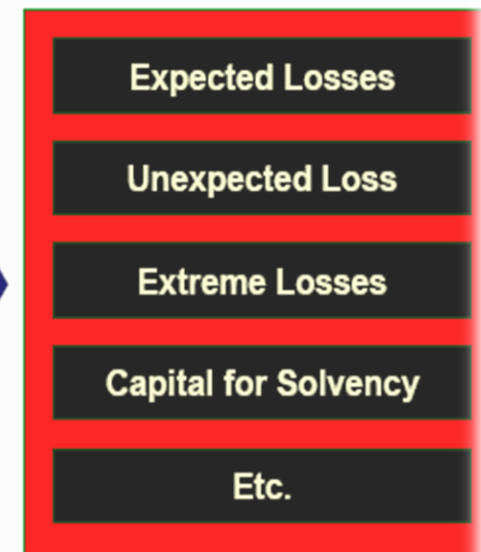 Expected Losses
Unexpected Loss
Extreme Losses
Capital for Solvency
Etc.